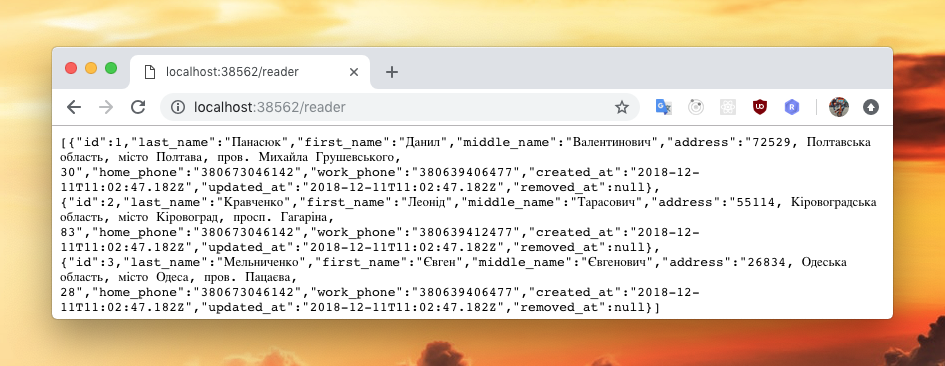 localhost:38562/reader
localhost:38562/reader
[{"id":1,"last_name":"Панасюк","first_name":"Данил","middle_name":"Валентинович","address":"72529, Полтавська
область, місто Полтава, пров. Михайла Грушевського,
30","home_phone":"380673046142","work_phone":"380639406477","created_at":"2018-12-
11T11:02:47.182Z","updated_at":"2018-12-11T11:02:47.182Z","removed_at":null},
{"id":2,"last_name":"Кравченко","first_name":"Леонід","middle_name":"Тарасович","address":"55114, Кіровоградська
область, місто Кіровоград, просп. Гагаріна,
83","home_phone":"380673046142","work_phone":"380639412477","created_at":"2018-12-
11T11:02:47.182Z","updated_at":"2018-12-11T11:02:47.182Z","removed_at":null},
{"id":3,"last_name":"Мельниченко","first_name":"Євген","middle_name":"Євгенович","address":"26834, Одеська
область, місто Одеса, пров. Пацаєва,
28","home_phone":"380673046142","work_phone":"380639406477","created_at":"2018-12-
11T11:02:47.182Z","updated_at":"2018-12-11T11:02:47.182Z","removed_at":null}]